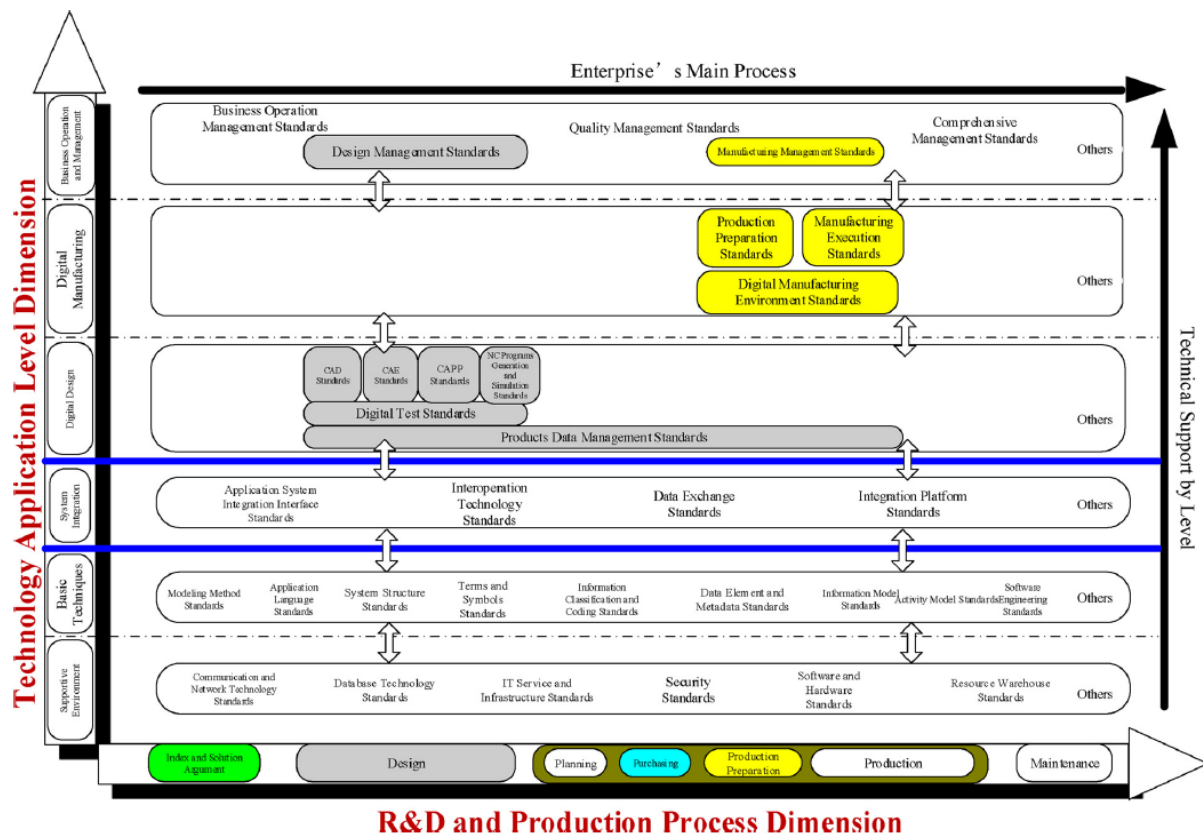 Enterprise’s Main Process
Technology Application Level Dimension
Technical Support by Level
Business Operation
and Management
Business Operation
Management Standards
Design Management Standards
Quality Management Standards
Manufacturing Management Standards
Comprehensive
Management Standards
Others
Digital
Manufacturing
Production
Preparation
Standards
Manufacturing
Execution
Standards
Digital Manufacturing
Environment Standards
Others
Digital Design
CAD
Standards
CAE
Standards
CAPP
Standards
NC Programs
Generation
and
Simulation
Standards
Digital Test Standards
Products Data Management Standards
Others
System
Integration
Application System
Integration Interface
Standards
Interoperation
Technology
Standards
Data Exchange
Standards
Integration Platform
Standards
Others
Basic
Techniques
Modeling Method
Standards
Application
Language
Standards
System Structure
Standards
Terms and
Symbols
Standards
Information
Classification and
Coding Standards
Data Element and
Metadata Standards
Information Model
Standards
Activity Model Standards
Software
Engineering Standards
Others
Supportive
Environment
Communication and
Network Technology
Standards
Database Technology
Standards
IT Service and
Infrastructure Standards
Security
Standards
Software and
Hardware
Standards
Resource Warehouse
Standards
Others
Index and Solution
Argument
Design
Planning
Purchasing
Production
Preparation
Production
Maintenance
R&D and Production Process Dimension